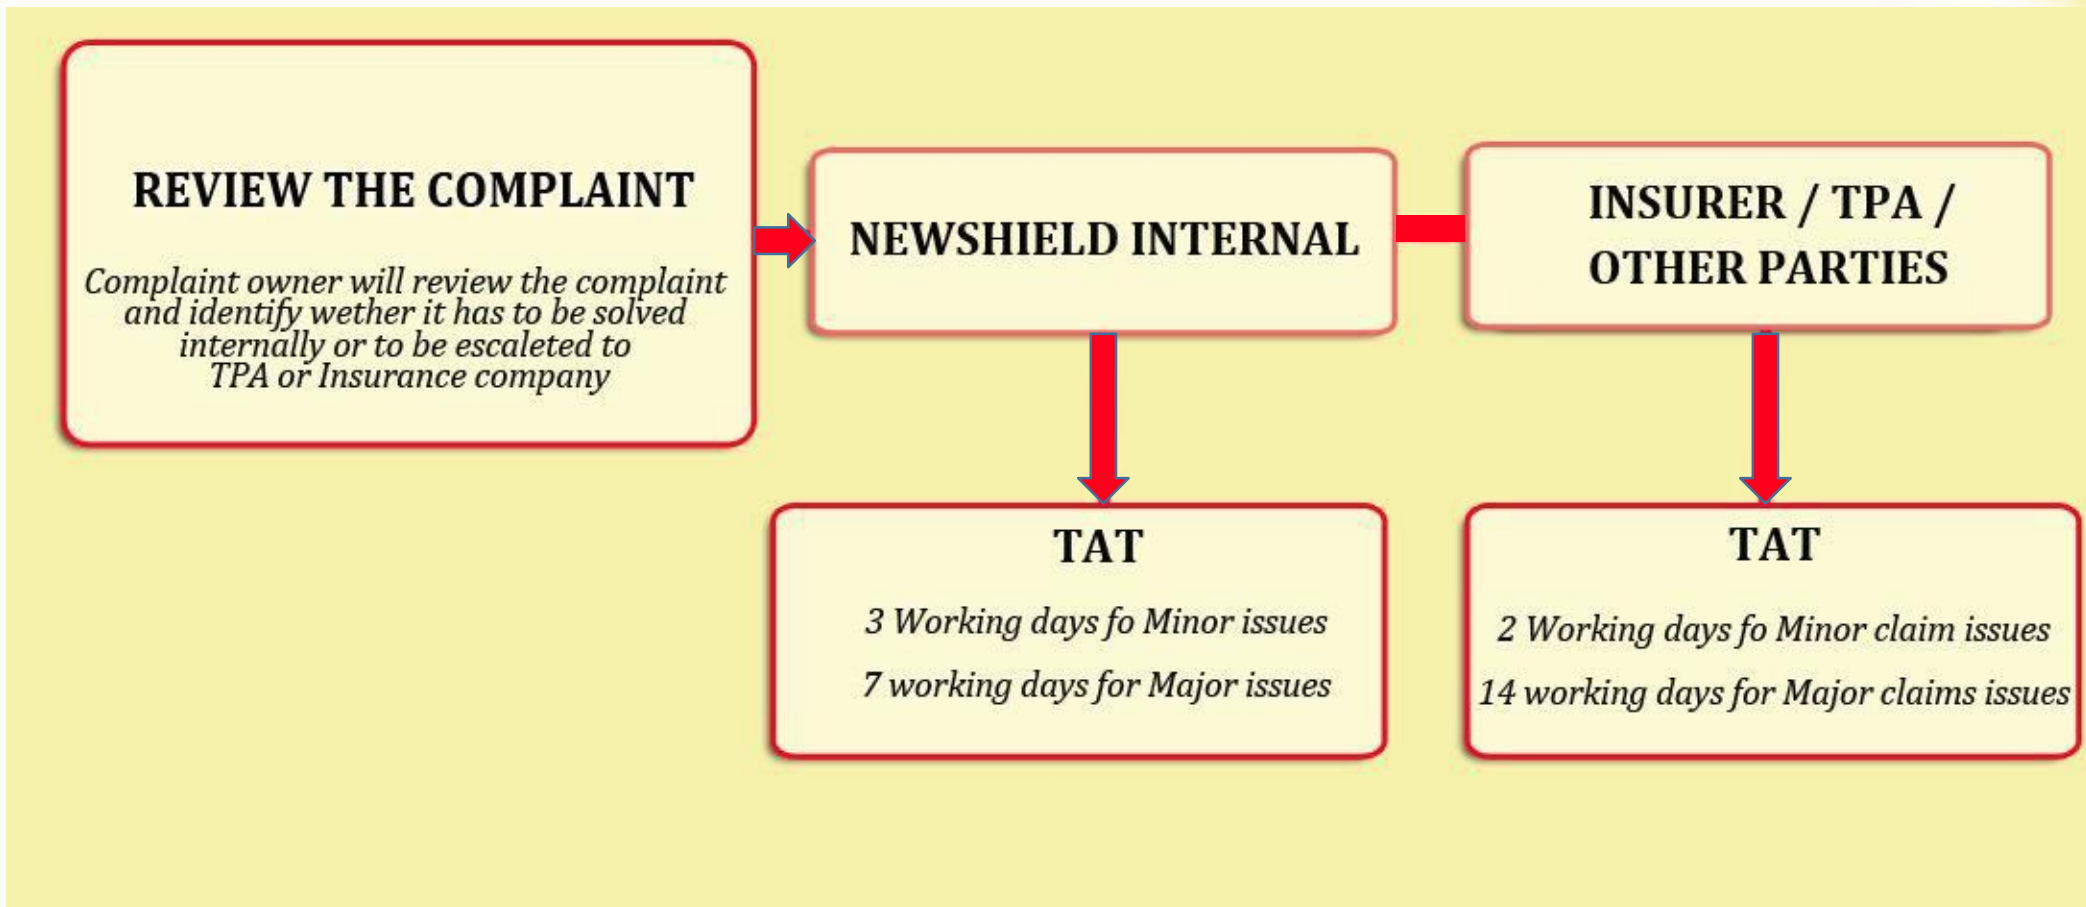 REVIEW THE COMPLAINT
Complaint owner will review the complaint
and identify wether it has to be solved
internally or to be escaleted to
TPA or Insurance company
NEWSHIELD INTERNAL
INSURER / TPA /
OTHER PARTIES
TAT
3 Working days fo Minor issues
7 working days for Major issues
TAT
2 Working days fo Minor claim issues
14 working days for Major claims issues